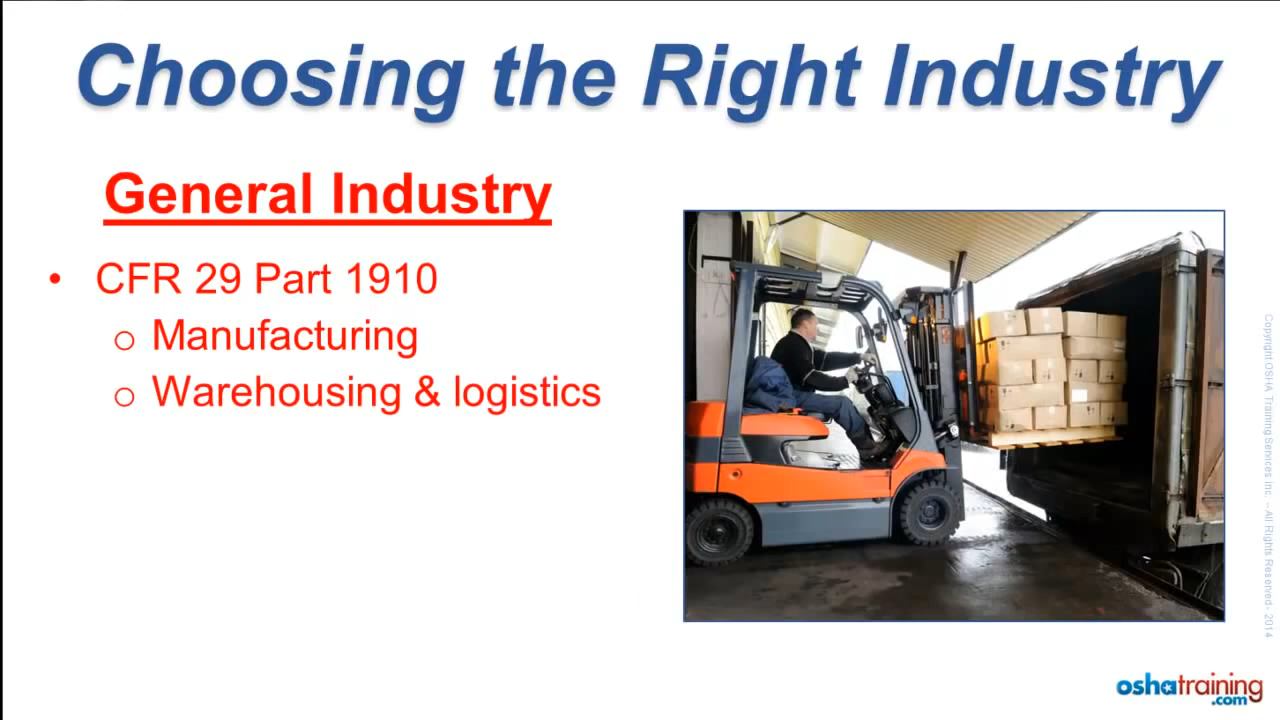 Choosing the Right Industry
General Industry
• CFR 29 Part 1910
o Manufacturing
o Warehousing & logistics
Copyright OSHA Training Services Inc. – All Rights Reserved - 2014
oshatraining
.com